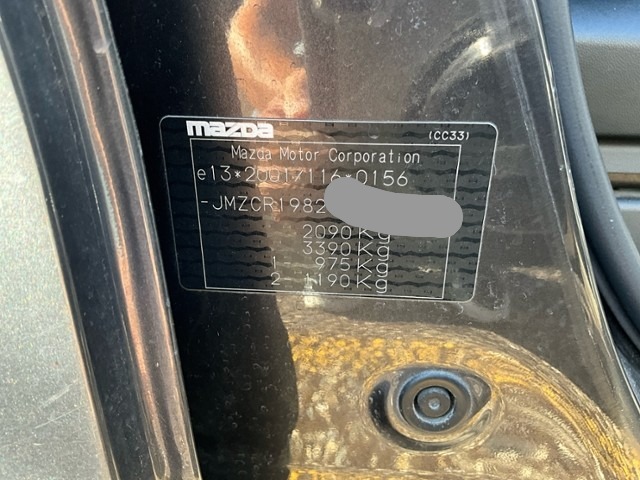 mazda
(CC33)
Mazda Motor Corporation
e13*2001/116*0156
-JMZCR1982
2090 Kg
3390 Kg
1 975 Kg
2 1190 Kg